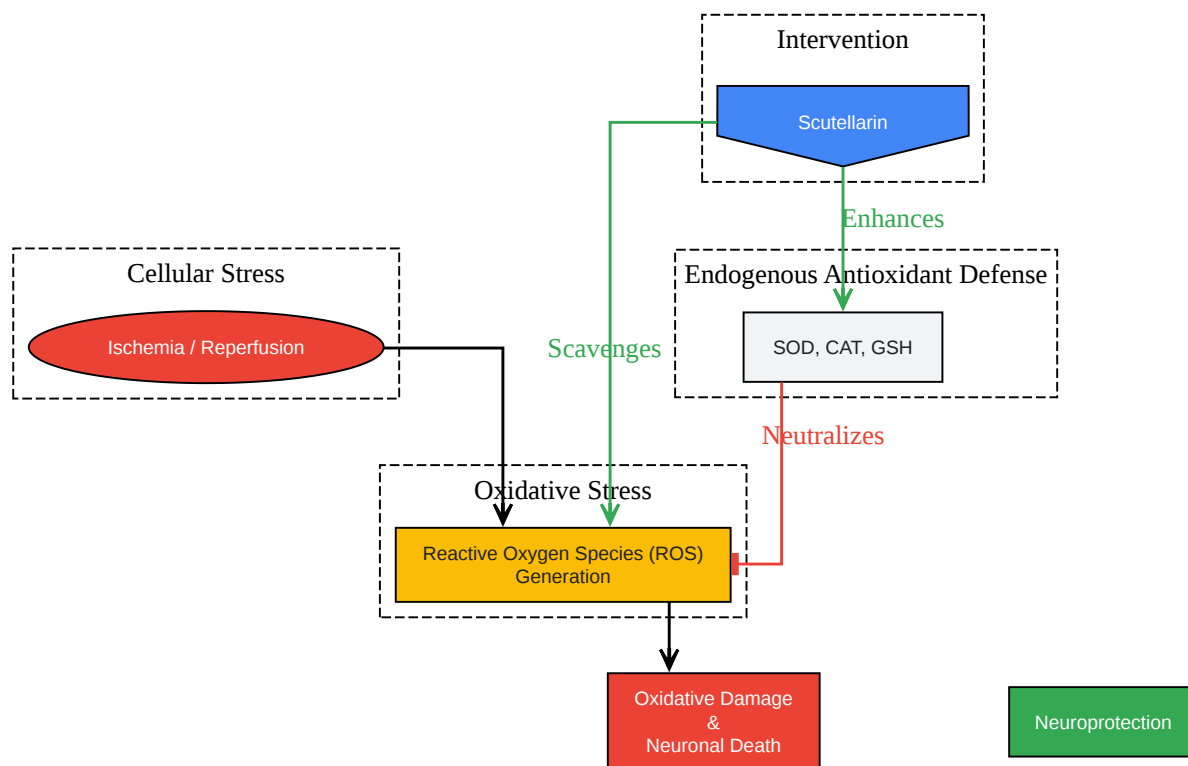 Intervention
Scutellarin
Enhances
Cellular Stress
Endogenous Antioxidant Defense
Ischemia / Reperfusion
Scavenges
SOD, CAT, GSH
Neutralizes
Oxidative Stress
Reactive Oxygen Species (ROS)
Generation
Oxidative Damage
&
Neuronal Death
Neuroprotection